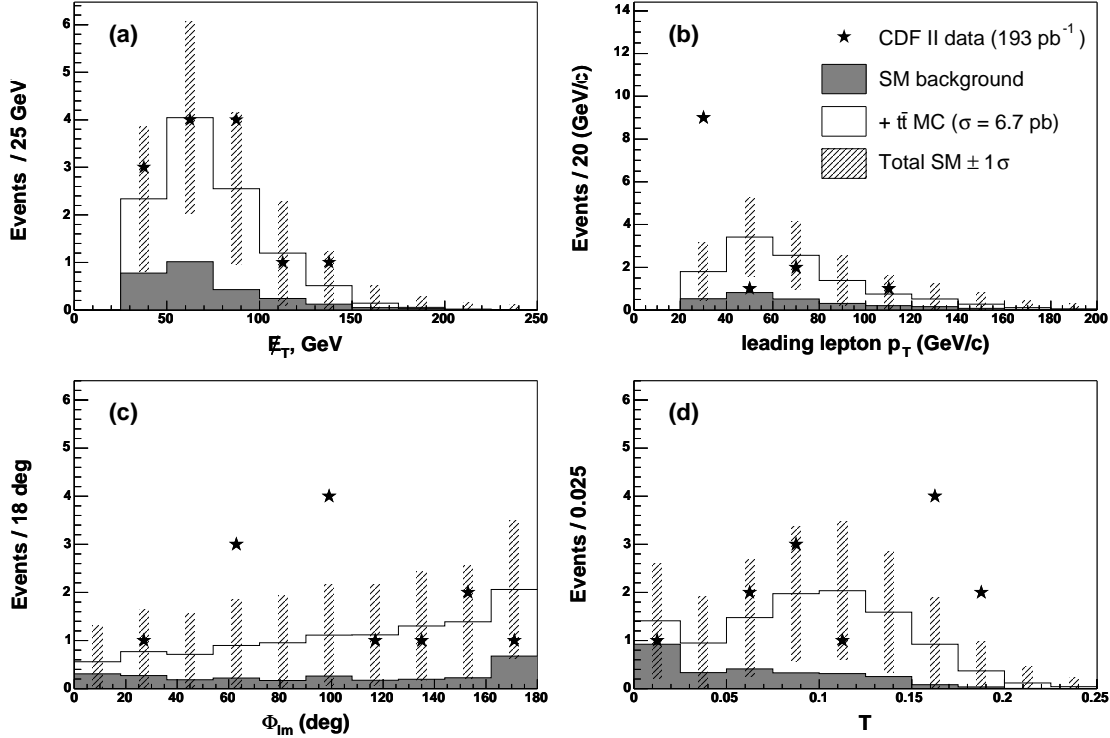 (a)
Events / 25 GeV
6
5
4
3
2
1
0
0 50 100 150 200 250
E̸_T, GeV
(b)
Events / 20 (GeV/c)
14
12
10
8
6
4
2
0
0 20 40 60 80 100 120 140 160 180 200
leading lepton p_T (GeV/c)
CDF II data (193 pb⁻¹)
SM background
+ tt̄ MC (σ = 6.7 pb)
Total SM ± 1σ
(c)
Events / 18 deg
6
5
4
3
2
1
0
0 20 40 60 80 100 120 140 160 180
Φ_lm (deg)
(d)
Events / 0.025
6
5
4
3
2
1
0
0 0.05 0.1 0.15 0.2 0.25
T